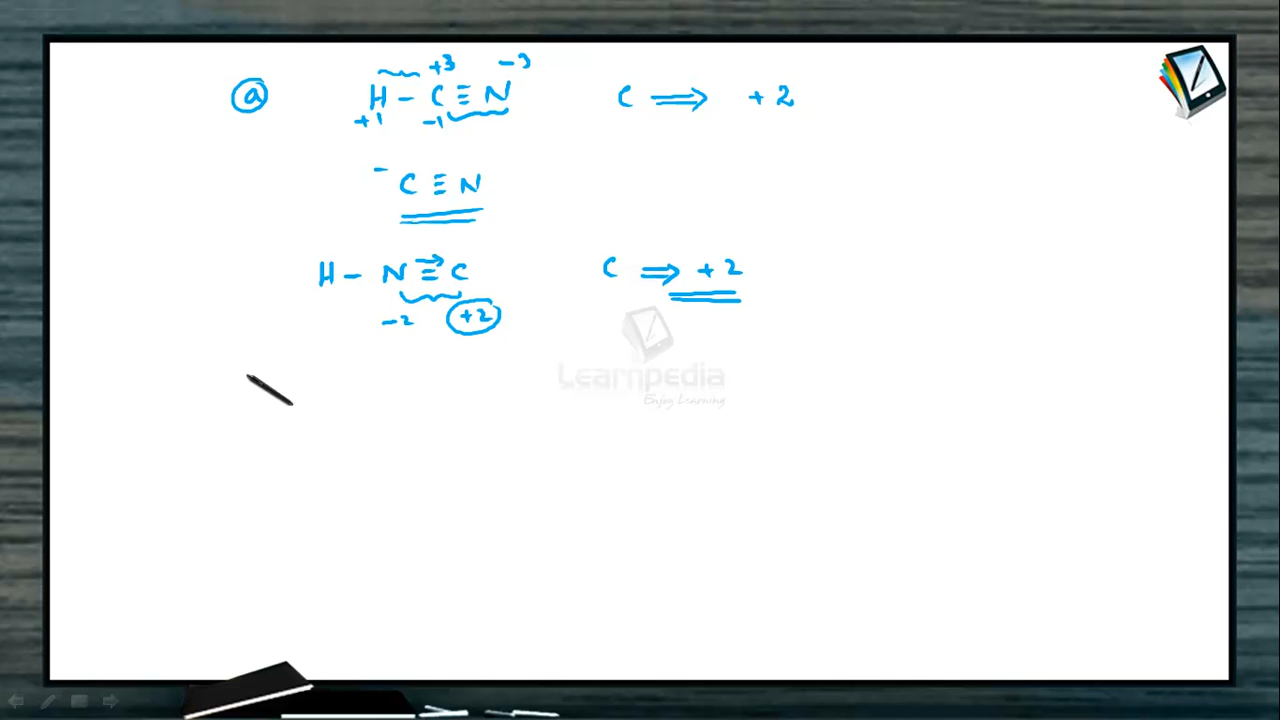 +3 -3
ⓐ H - C ≡ N C ⟹ +2
+1 -1
- C ≡ N
H - N ≡ C C ⟹ +2
-2 +2
Learnpedia
Enjoy Learning